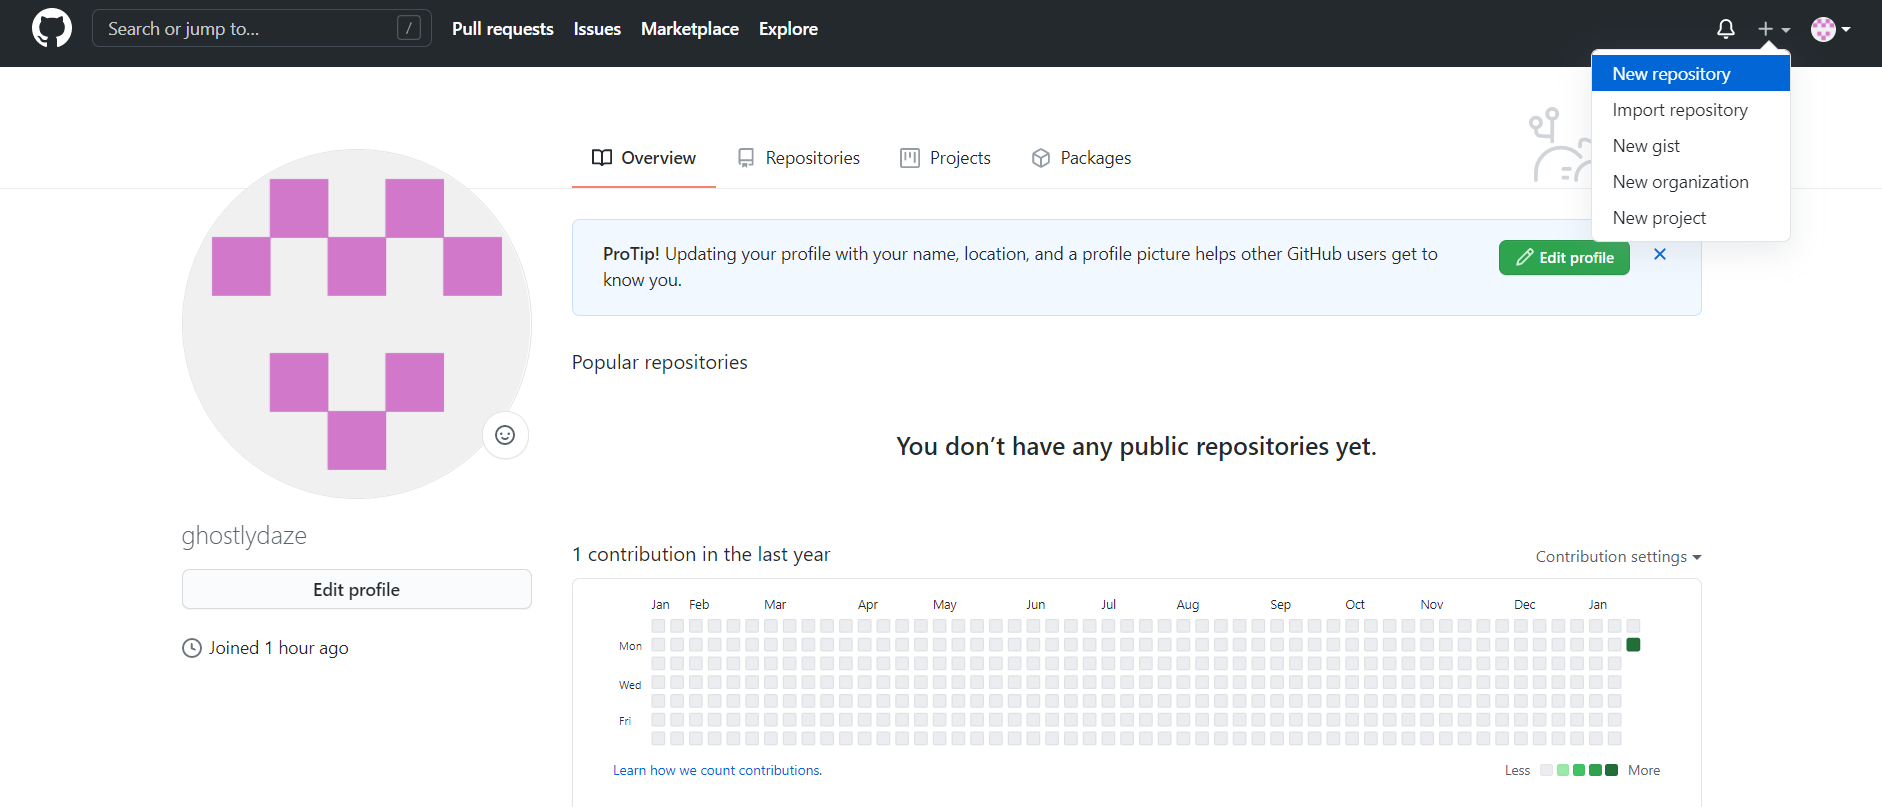 Search or jump to...
/
Pull requests
Issues
Marketplace
Explore
New repository
Import repository
New gist
New organization
New project
Overview
Repositories
Projects
Packages
ProTip! Updating your profile with your name, location, and a profile picture helps other GitHub users get to
know you.
Edit profile
Popular repositories
You don’t have any public repositories yet.
ghostlydaze
Edit profile
Joined 1 hour ago
1 contribution in the last year
Contribution settings
Jan Feb Mar Apr May Jun Jul Aug Sep Oct Nov Dec Jan
Mon
Wed
Fri
Learn how we count contributions.
Less
More